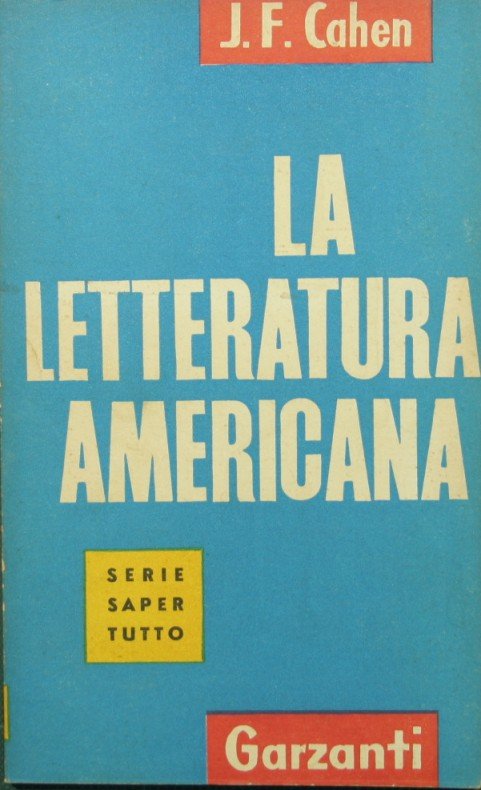 J. F. Cahen
LA
LETTERATURA
AMERICANA
SERIE
SAPER
TUTTO
Garzanti